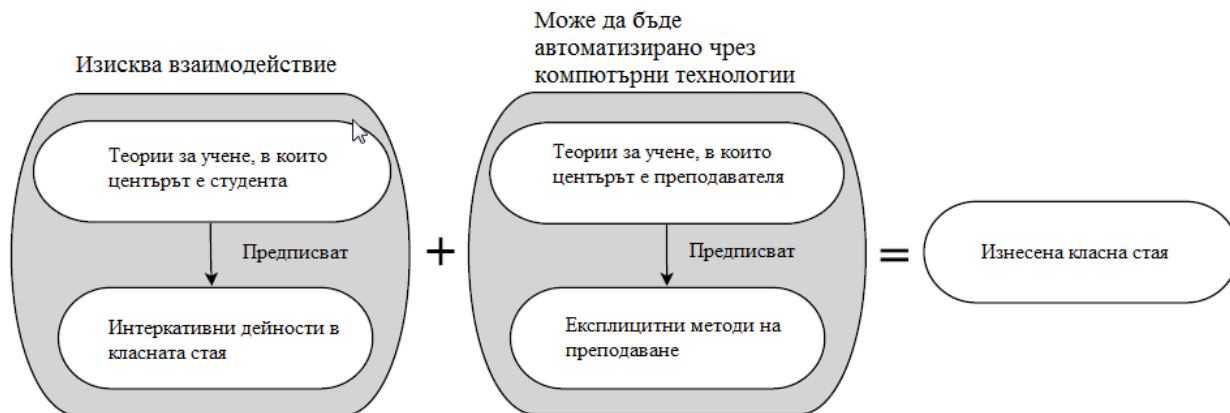 Изисква взаимодействие
Теории за учене, в които
центърът е студента
Предписват
Интеркативни дейности в
класната стая
+
Може да бъде
автоматизирано чрез
компютърни технологии
Теории за учене, в които
центърът е преподавателя
Предписват
Експлицитни методи на
преподаване
=
Изнесена класна стая